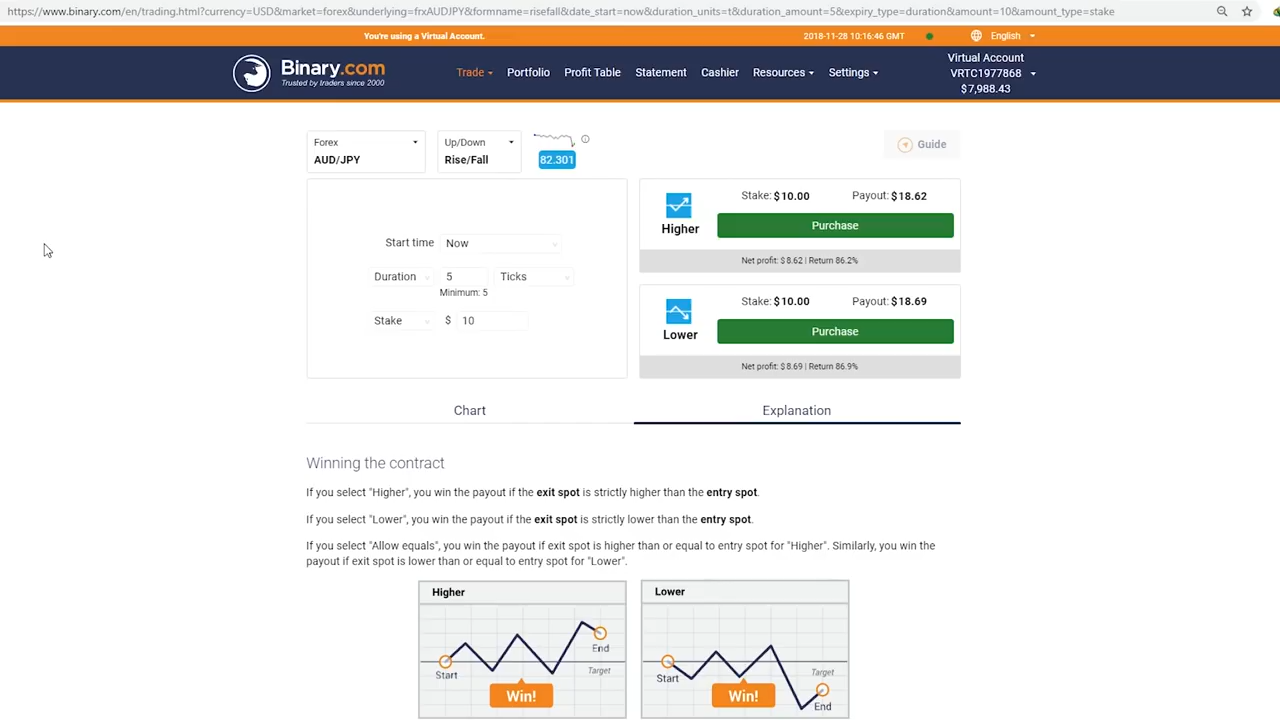 https://www.binary.com/en/trading.html?currency=USD&market=forex&underlying=frxAUDJPY&formname=risefall&date_start=now&duration_units=t&duration_amount=5&expiry_type=duration&amount=10&amount_type=stake
You're using a Virtual Account.
2018-11-28 10:16:46 GMT
English
Binary.com
Trusted by traders since 2000
Trade
Portfolio
Profit Table
Statement
Cashier
Resources
Settings
Virtual Account
VRTC1977868
$7,988.43
Forex
AUD/JPY
Up/Down
Rise/Fall
82.301
Guide
Start time Now
Duration 5 Ticks
Minimum: 5
Stake $ 10
Higher
Stake: $10.00 Payout: $18.62
Purchase
Net profit: $ 8.62 | Return 86.2%
Lower
Stake: $10.00 Payout: $18.69
Purchase
Net profit: $ 8.69 | Return 86.9%
Chart
Explanation
Winning the contract
If you select "Higher", you win the payout if the exit spot is strictly higher than the entry spot.
If you select "Lower", you win the payout if the exit spot is strictly lower than the entry spot.
If you select "Allow equals", you win the payout if exit spot is higher than or equal to entry spot for "Higher". Similarly, you win the
payout if exit spot is lower than or equal to entry spot for "Lower".
Higher
Start
End
Target
Win!
Lower
Start
Target
End
Win!